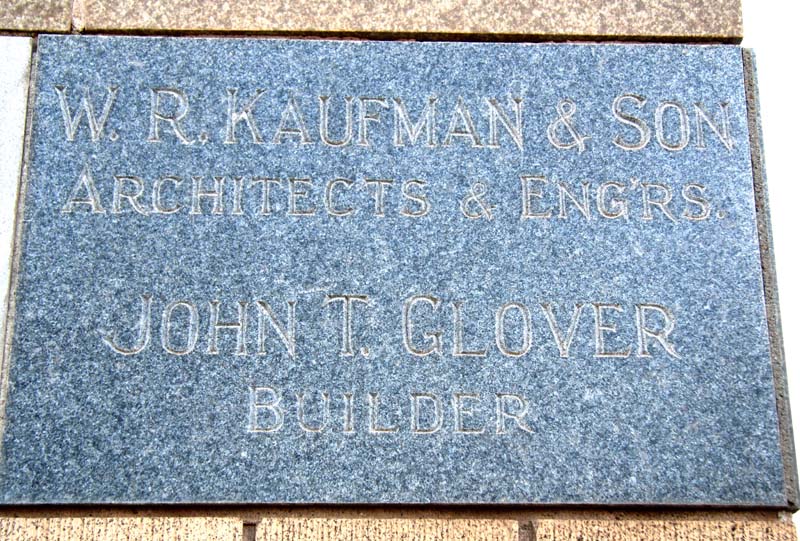 W. R. KAUFMAN & SON
ARCHITECTS & ENG'RS.
JOHN T. GLOVER
BUILDER